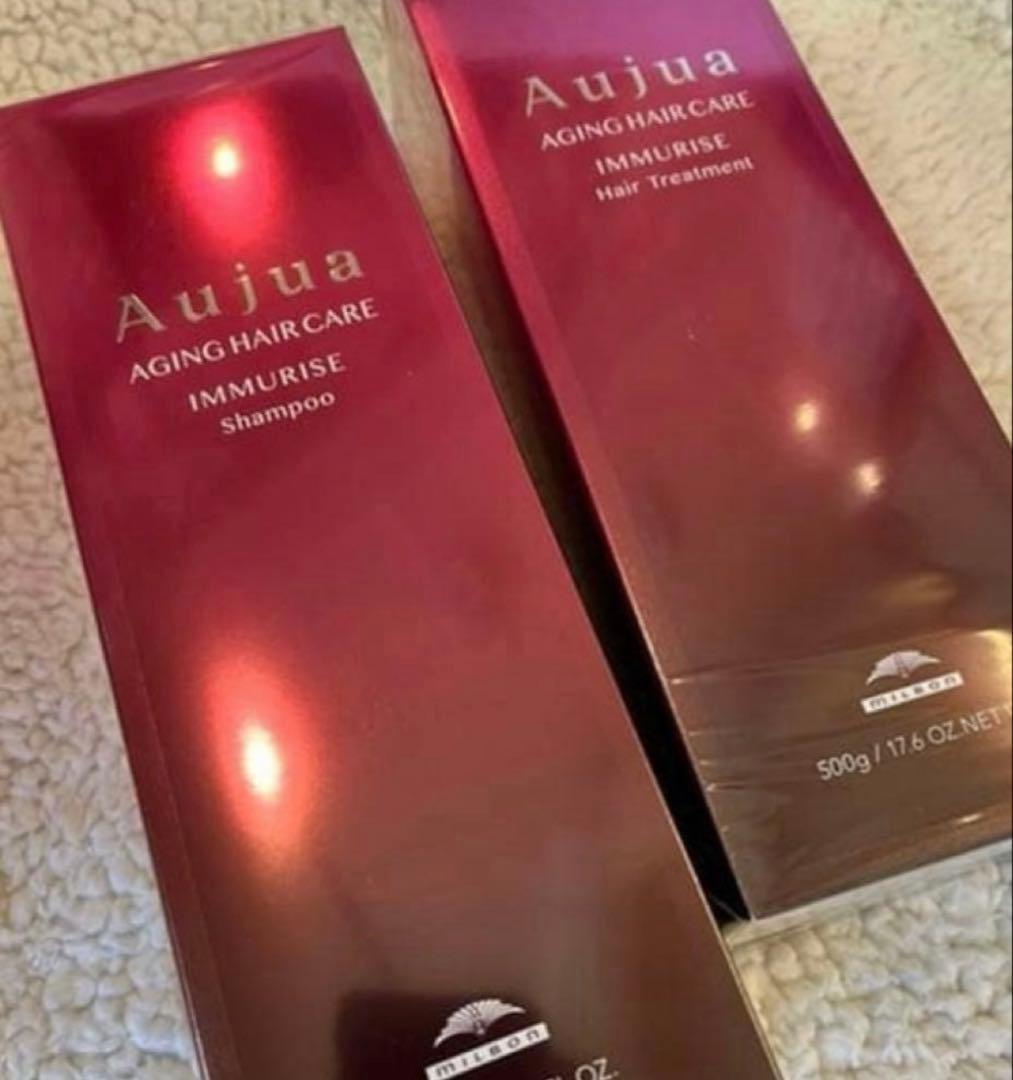 Aujua
AGING HAIR CARE
IMMURISE
Shampoo
MILBON
OZ.
Aujua
AGING HAIR CARE
IMMURISE
Hair Treatment
MILBON
500g / 17.6 OZ.NET